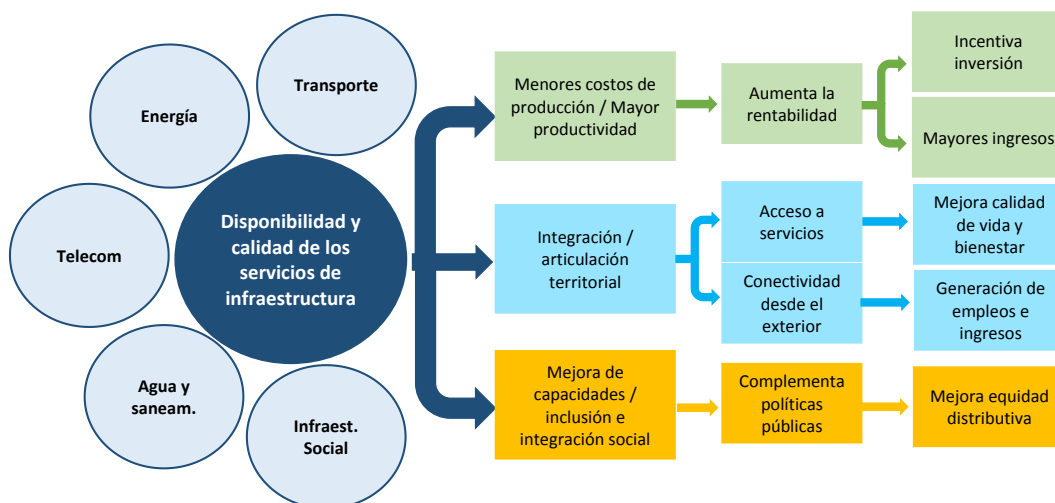 Transporte
Energía
Telecom
Agua y
saneam.
Infraest.
Social
Disponibilidad y
calidad de los
servicios de
infraestructura
Menores costos de
producción / Mayor
productividad
Aumenta la
rentabilidad
Incentiva
inversión
Mayores ingresos
Integración /
articulación
territorial
Acceso a
servicios
Mejora calidad
de vida y
bienestar
Conectividad
desde el
exterior
Generación de
empleos e
ingresos
Mejora de
capacidades /
inclusión e
integración social
Complementa
políticas
públicas
Mejora equidad
distributiva